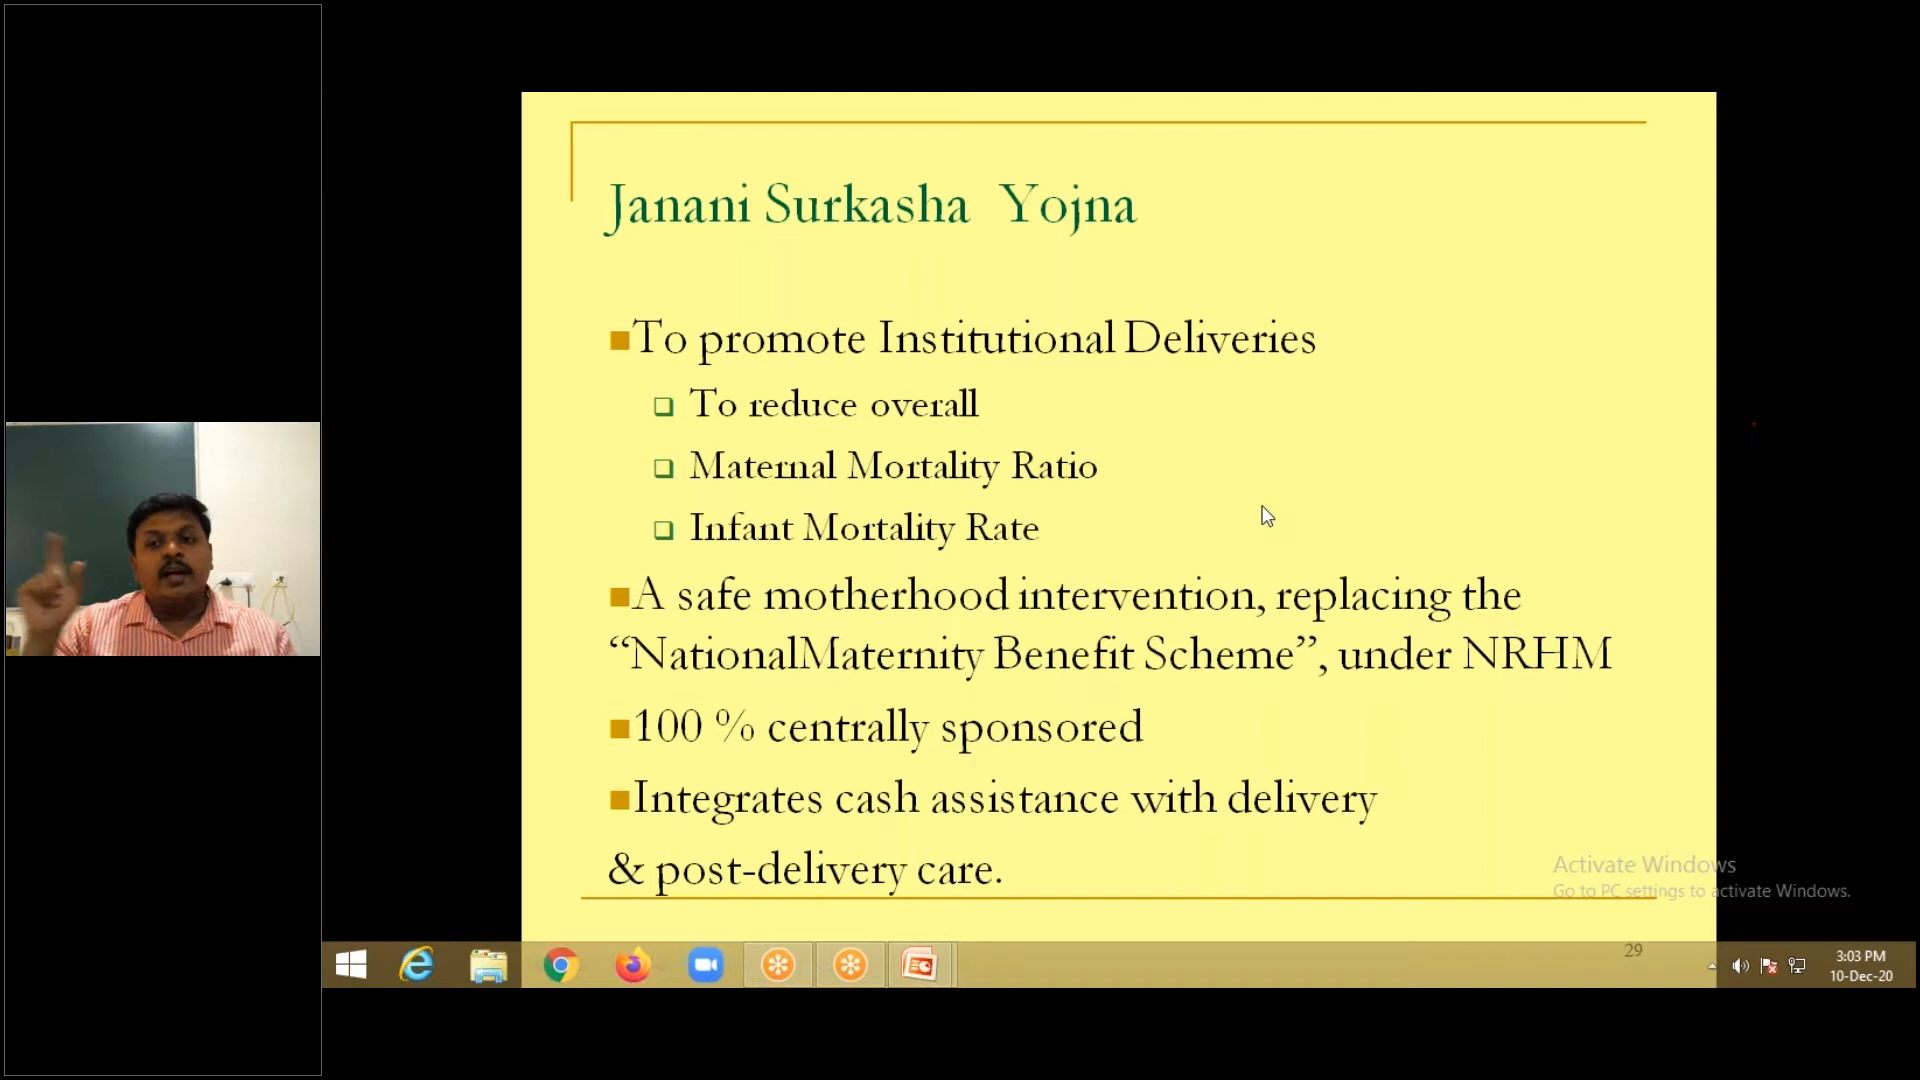 Janani Surkasha Yojna
To promote Institutional Deliveries
To reduce overall
Maternal Mortality Ratio
Infant Mortality Rate
A safe motherhood intervention, replacing the
“NationalMaternity Benefit Scheme”, under NRHM
100 % centrally sponsored
Integrates cash assistance with delivery
& post-delivery care.
Activate Windows
Go to PC settings to activate Windows.
29
3:03 PM
10-Dec-20